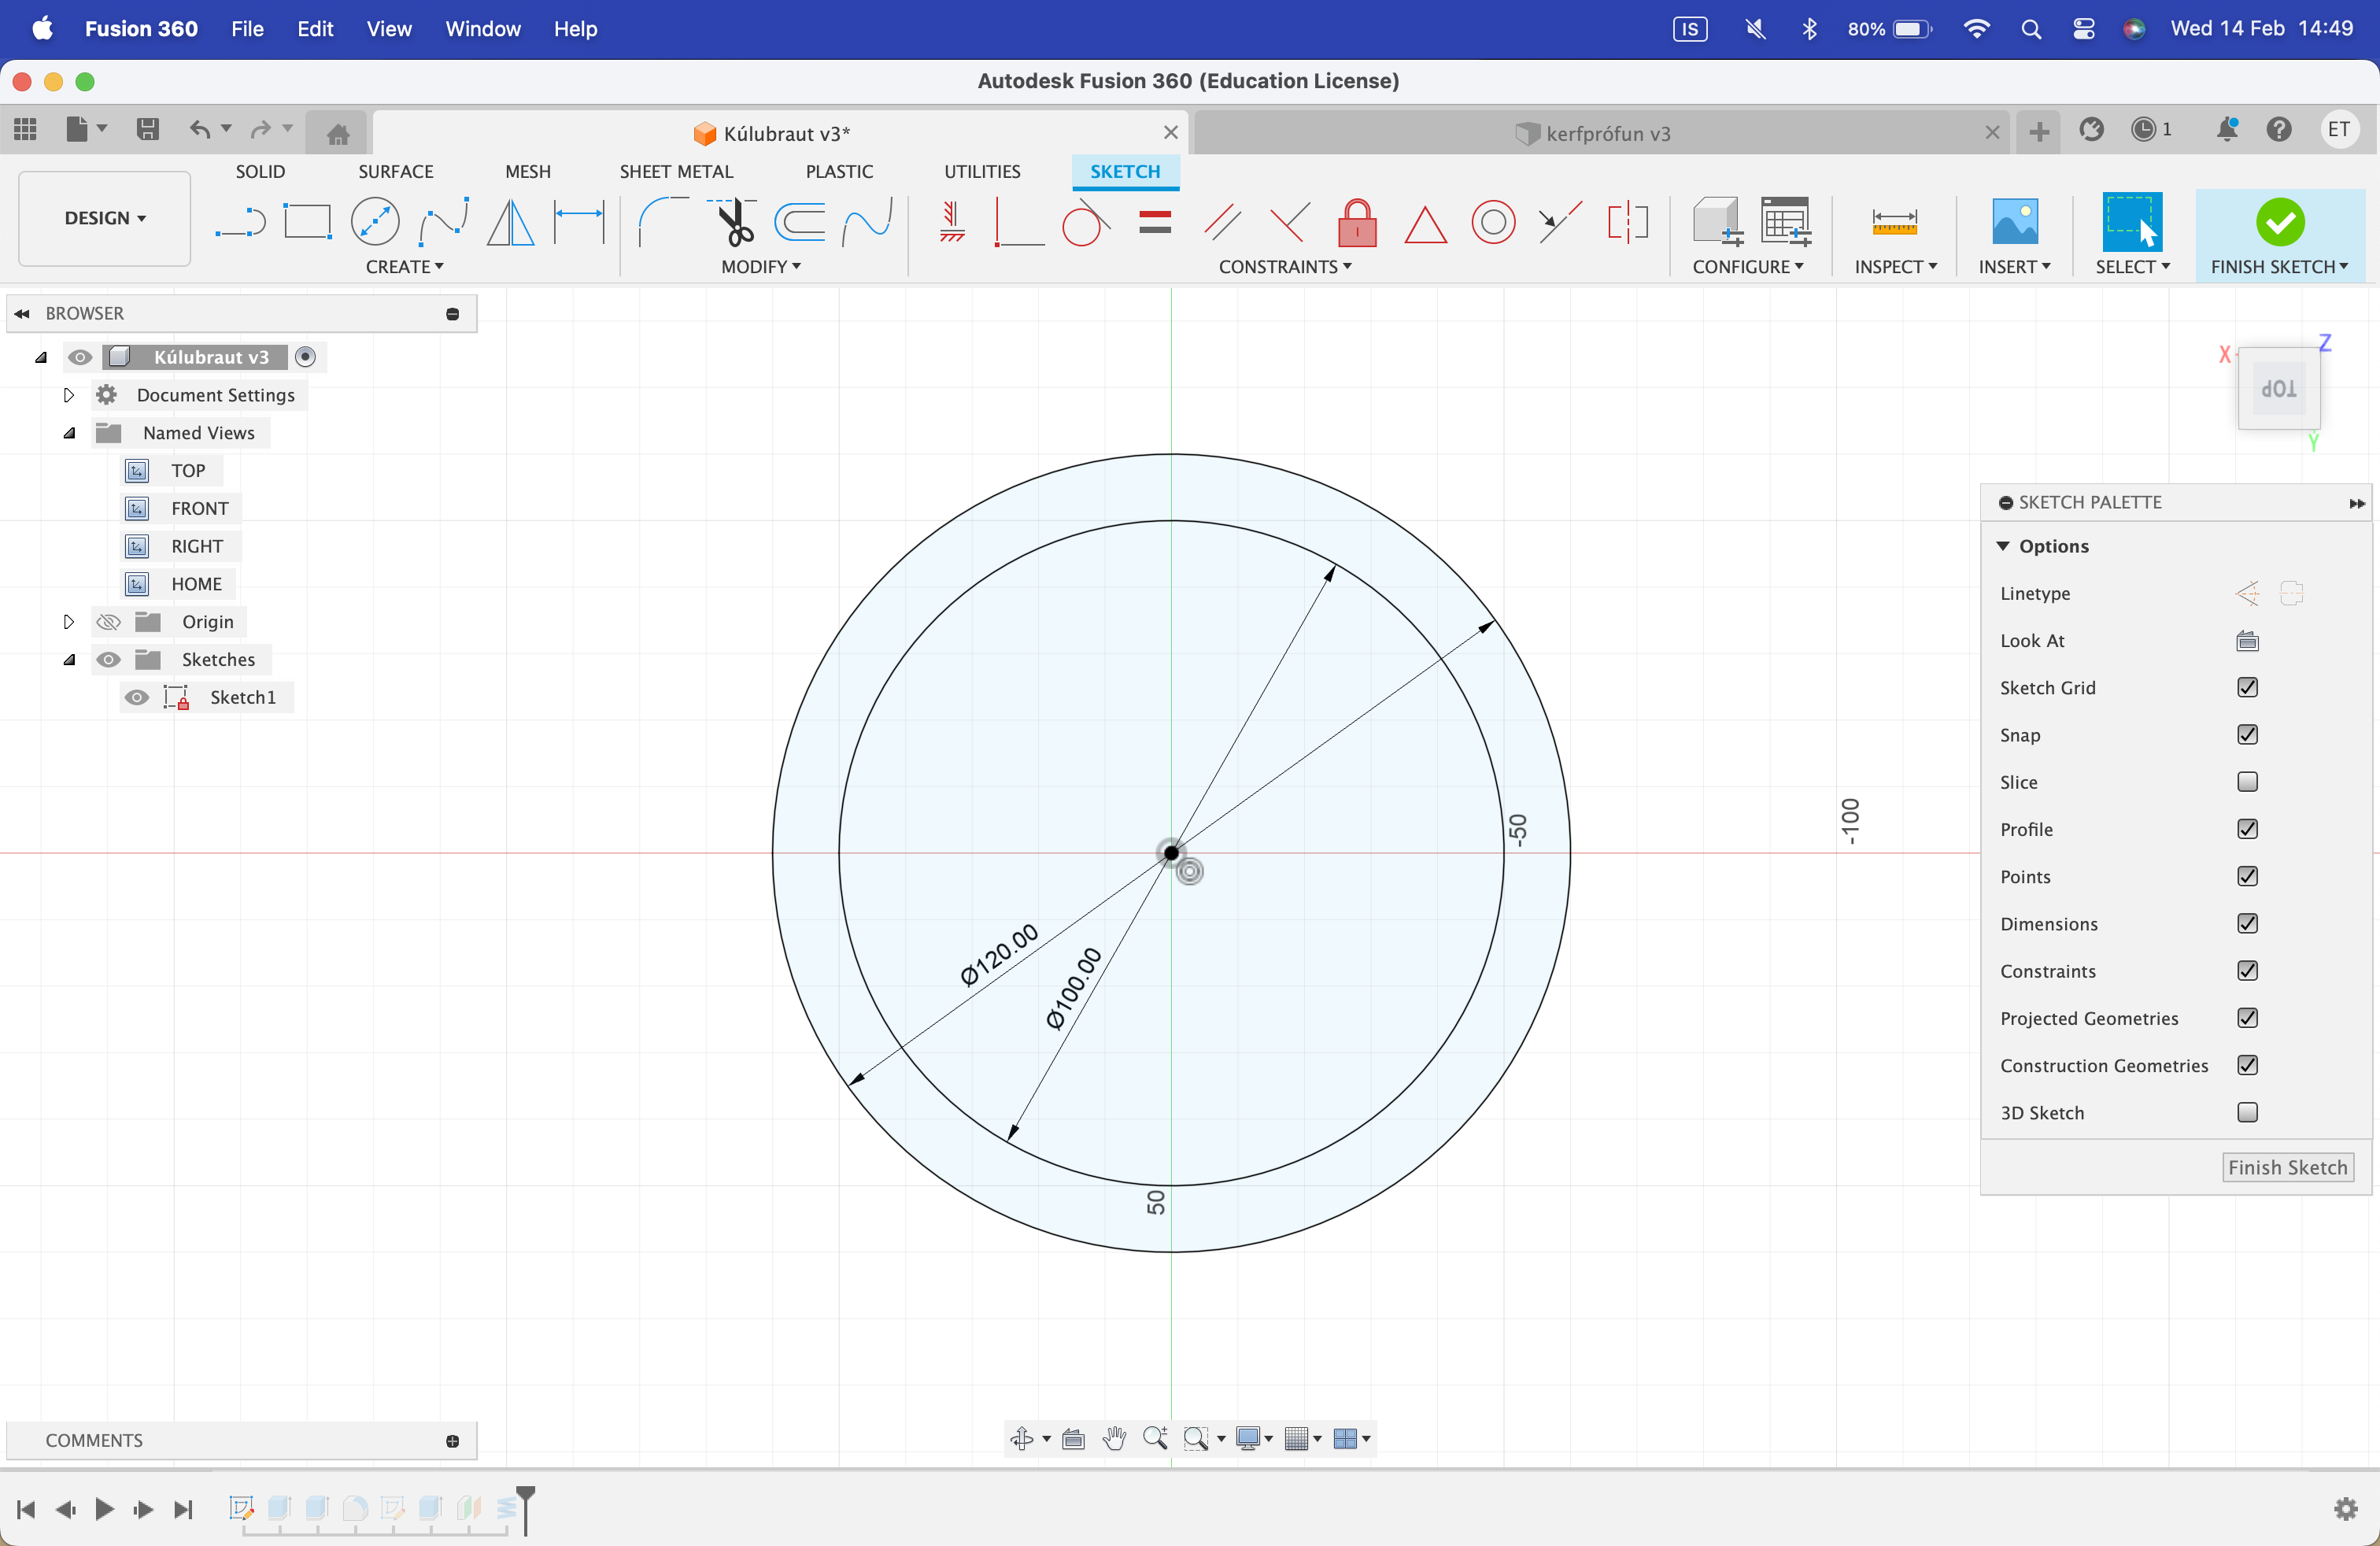 Fusion 360 File Edit View Window Help IS 80% Wed 14 Feb 14:49
Autodesk Fusion 360 (Education License)
Kúlubraut v3* kerfprófun v3 1 ET
SOLID SURFACE MESH SHEET METAL PLASTIC UTILITIES SKETCH
DESIGN
CREATE MODIFY CONSTRAINTS CONFIGURE INSPECT INSERT SELECT FINISH SKETCH
BROWSER
Kúlubraut v3
Document Settings
Named Views
TOP
FRONT
RIGHT
HOME
Origin
Sketches
Sketch1
X Z
TOP
Y
SKETCH PALETTE
Options
Linetype
Look At
Sketch Grid
Snap
Slice
Profile
Points
Dimensions
Constraints
Projected Geometries
Construction Geometries
3D Sketch
Finish Sketch
-50
-100
Ø120.00
Ø100.00
50
COMMENTS